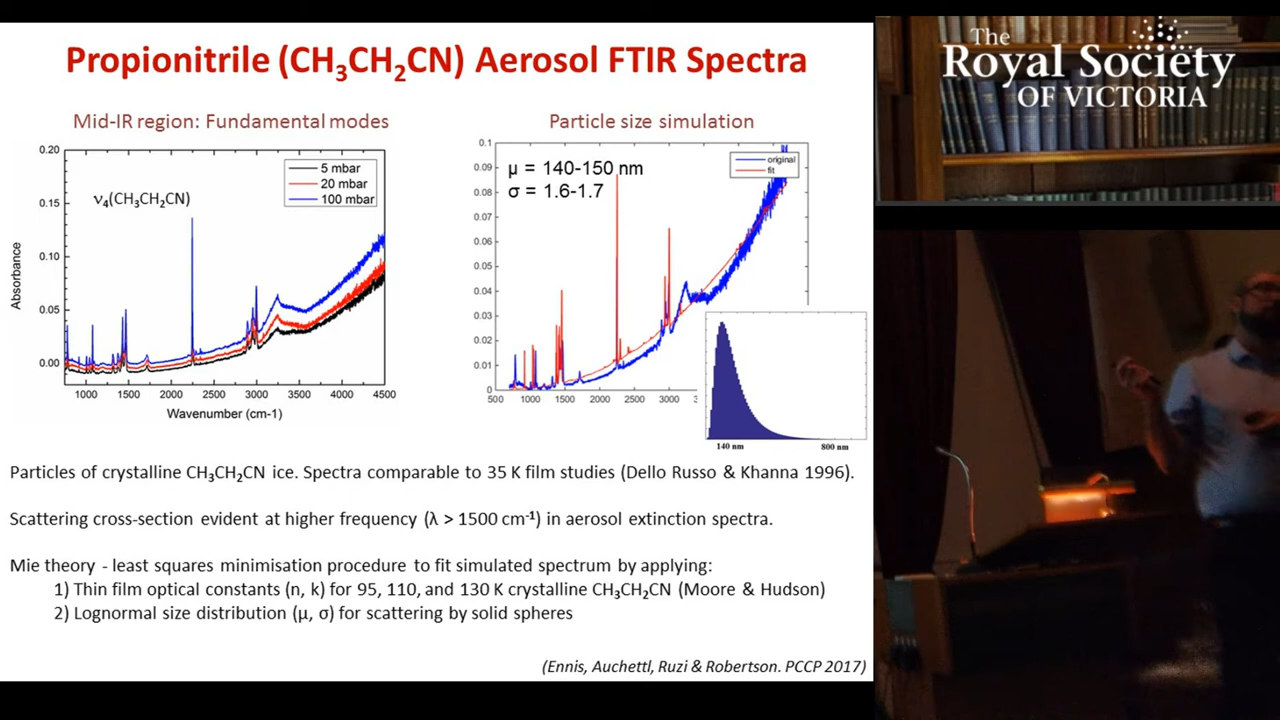 Propionitrile (CH₃CH₂CN) Aerosol FTIR Spectra
The
Royal Society
OF VICTORIA
Mid-IR region: Fundamental modes
Particle size simulation
0.20
0.15
0.10
0.05
0.00
Absorbance
ν₄(CH₃CH₂CN)
5 mbar
20 mbar
100 mbar
1000 1500 2000 2500 3000 3500 4000 4500
Wavenumber (cm-1)
0.1
0.09
0.08
0.07
0.06
0.05
0.04
0.03
0.02
0.01
0
μ = 140-150 nm
σ = 1.6-1.7
original
fit
500 1000 1500 2000 2500 3
140 nm 800 nm
Particles of crystalline CH₃CH₂CN ice. Spectra comparable to 35 K film studies (Dello Russo & Khanna 1996).
Scattering cross-section evident at higher frequency (λ > 1500 cm⁻¹) in aerosol extinction spectra.
Mie theory - least squares minimisation procedure to fit simulated spectrum by applying:
1) Thin film optical constants (n, k) for 95, 110, and 130 K crystalline CH₃CH₂CN (Moore & Hudson)
2) Lognormal size distribution (μ, σ) for scattering by solid spheres
(Ennis, Auchettl, Ruzi & Robertson. PCCP 2017)